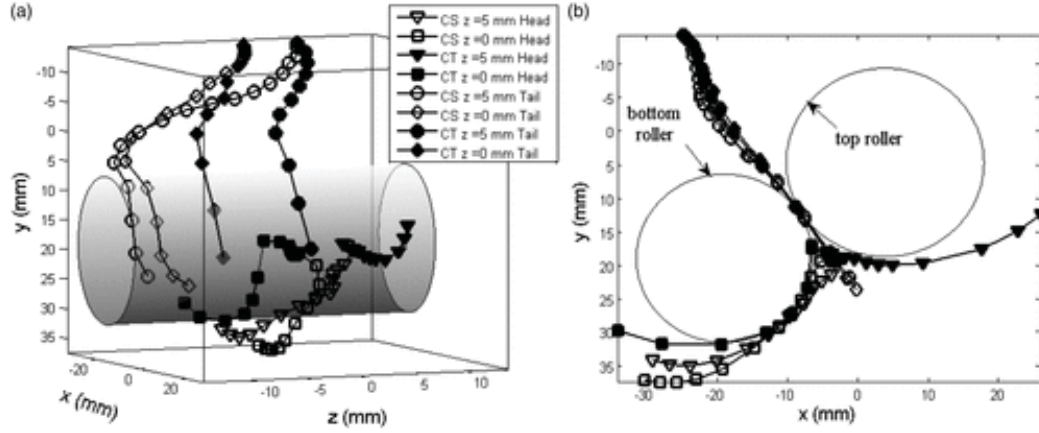 (a)
CS z =5 mm Head
CS z=0 mm Head
CT z=5 mm Head
CT z=0 mm Head
CS z=5 mm Tail
CS z=0 mm Tail
CT z=5 mm Tail
CT z=0 mm Tail
-10
-5
0
5
10
15
20
25
30
35
y (mm)
-20
0
20
x (mm)
-10
-5
0
5
10
z (mm)
(b)
-10
-5
0
5
10
15
20
25
30
35
y (mm)
bottom
roller
top roller
-30
-20
-10
0
10
20
x (mm)